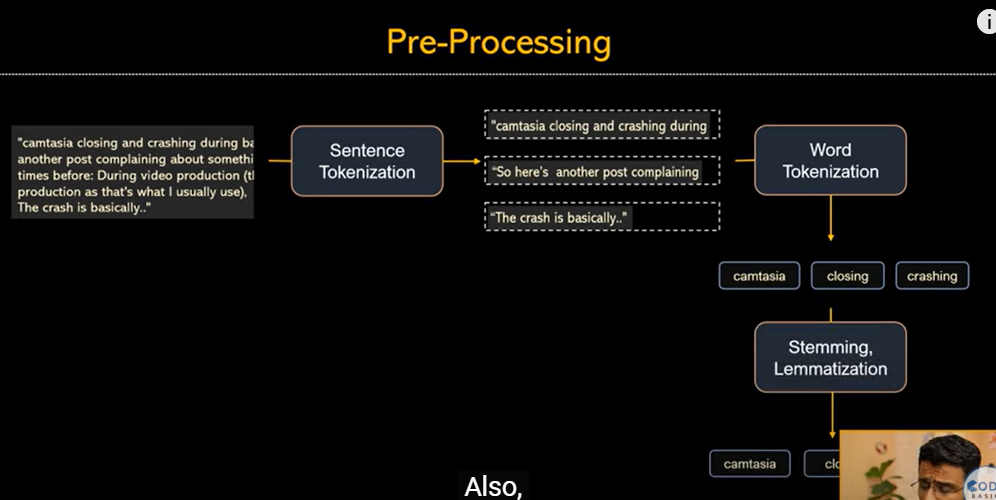 Pre-Processing
"camtasia closing and crashing during ba
another post complaining about somethi
times before: During video production (tl
production as that's what I usually use),
The crash is basically.."
Sentence
Tokenization
"camtasia closing and crashing during
"So here's another post complaining
"The crash is basically.."
Word
Tokenization
camtasia
closing
crashing
Stemming,
Lemmatization
camtasia
clo
Also,
i
COD
BASI